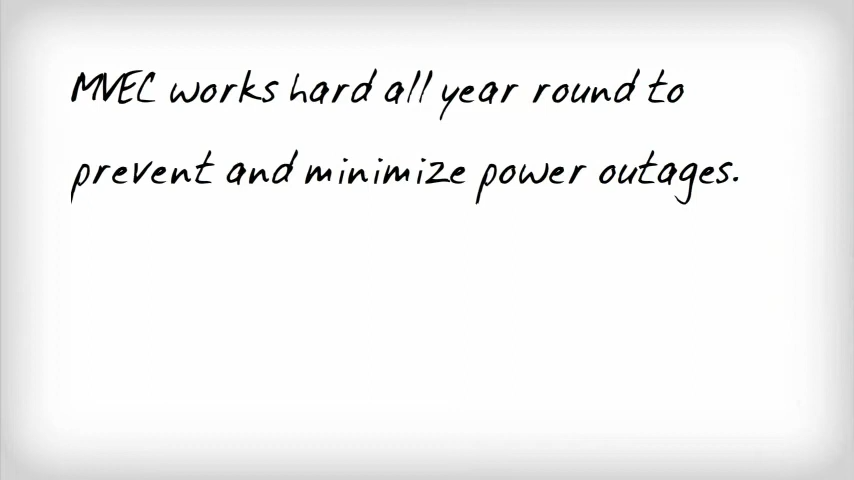 MVEC works hard all year round to
prevent and minimize power outages.